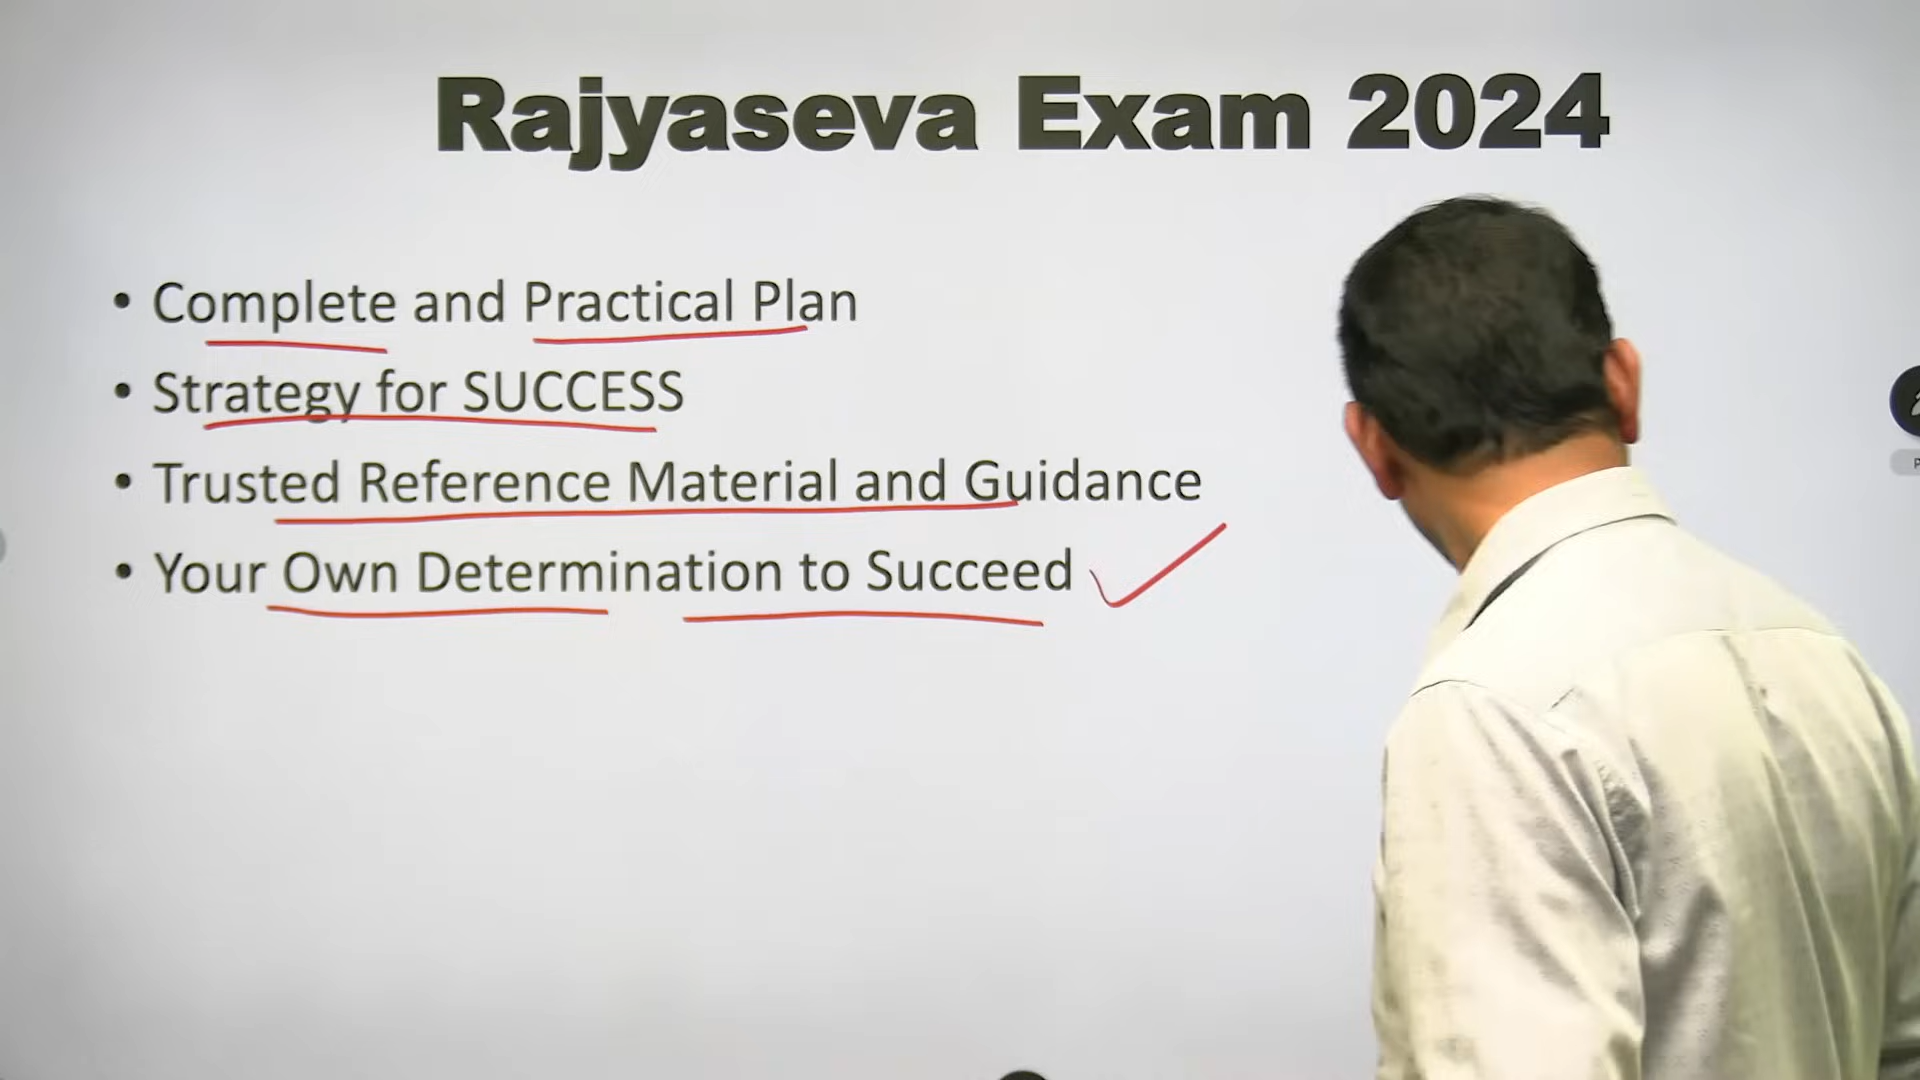 Rajyaseva Exam 2024
• Complete and Practical Plan
• Strategy for SUCCESS
• Trusted Reference Material and Guidance
• Your Own Determination to Succeed